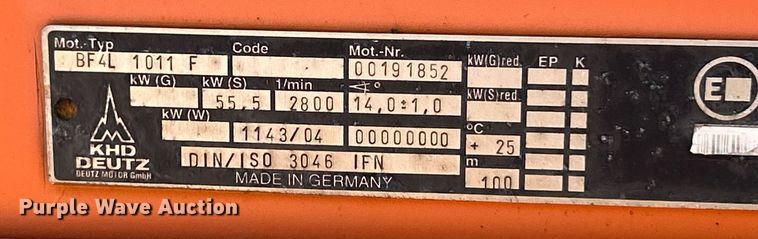 Mot.-Typ Code Mot.-Nr. kW(G)red. EP K
BF4L 1011 F 00191852
kW (G) kW (S) 1/min ∢° kW(S)red.
55.5 2800 14,0±1,0
kW (W) °C
1143/04 00000000 + 25
DIN/ISO 3046 IFN m
100
KHD
DEUTZ
DEUTZ MOTOR GmbH
MADE IN GERMANY
E
Purple Wave Auction